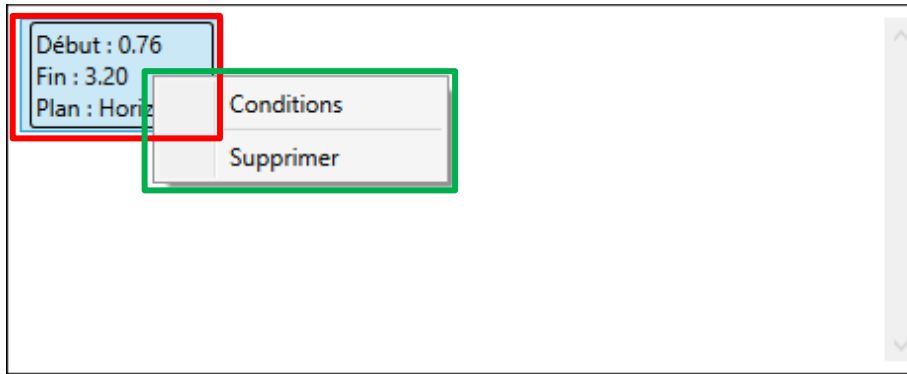 Début : 0.76
Fin : 3.20
Plan : Horiz
Conditions
Supprimer